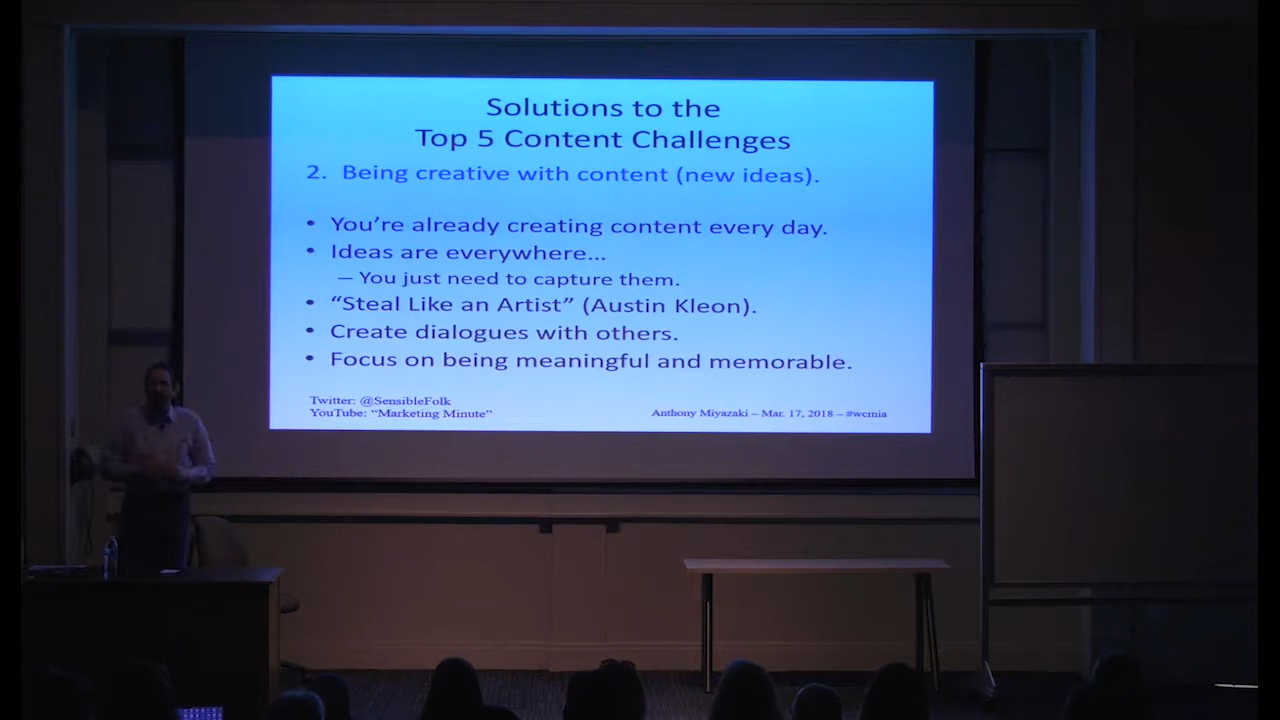 Solutions to the
Top 5 Content Challenges
2. Being creative with content (new ideas).
• You're already creating content every day.
• Ideas are everywhere...
– You just need to capture them.
• “Steal Like an Artist” (Austin Kleon).
• Create dialogues with others.
• Focus on being meaningful and memorable.
Twitter: @SensibleFolk
YouTube: “Marketing Minute”
Anthony Miyazaki – Mar. 17, 2018 – #wcmia